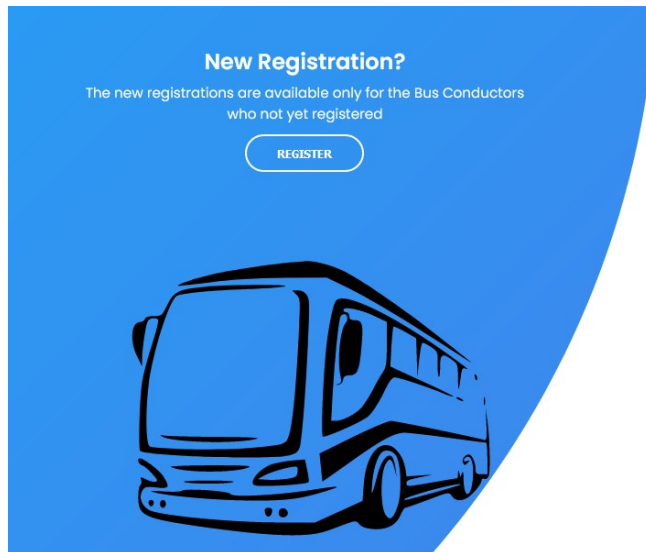 New Registration?
The new registrations are available only for the Bus Conductors
who not yet registered
REGISTER